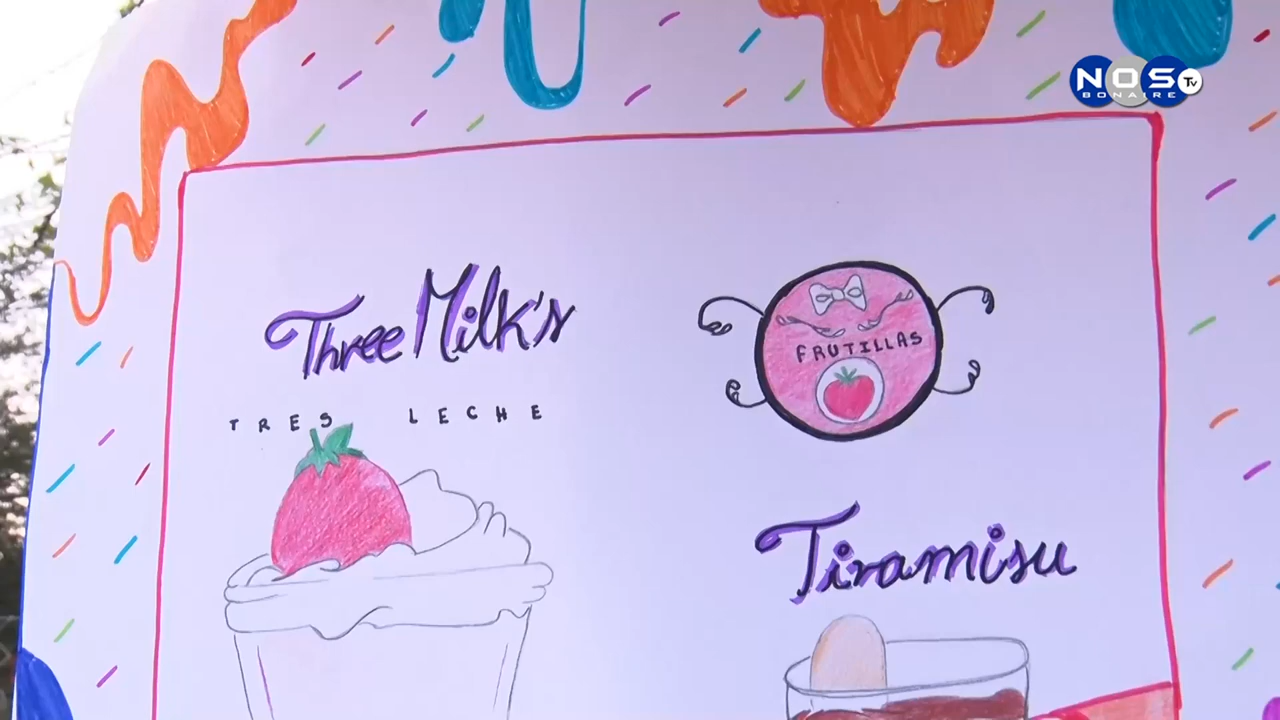 NOS TV
BONAIRE
Three Milk's
TRES LECHE
FRUTILLAS
Tiramisu